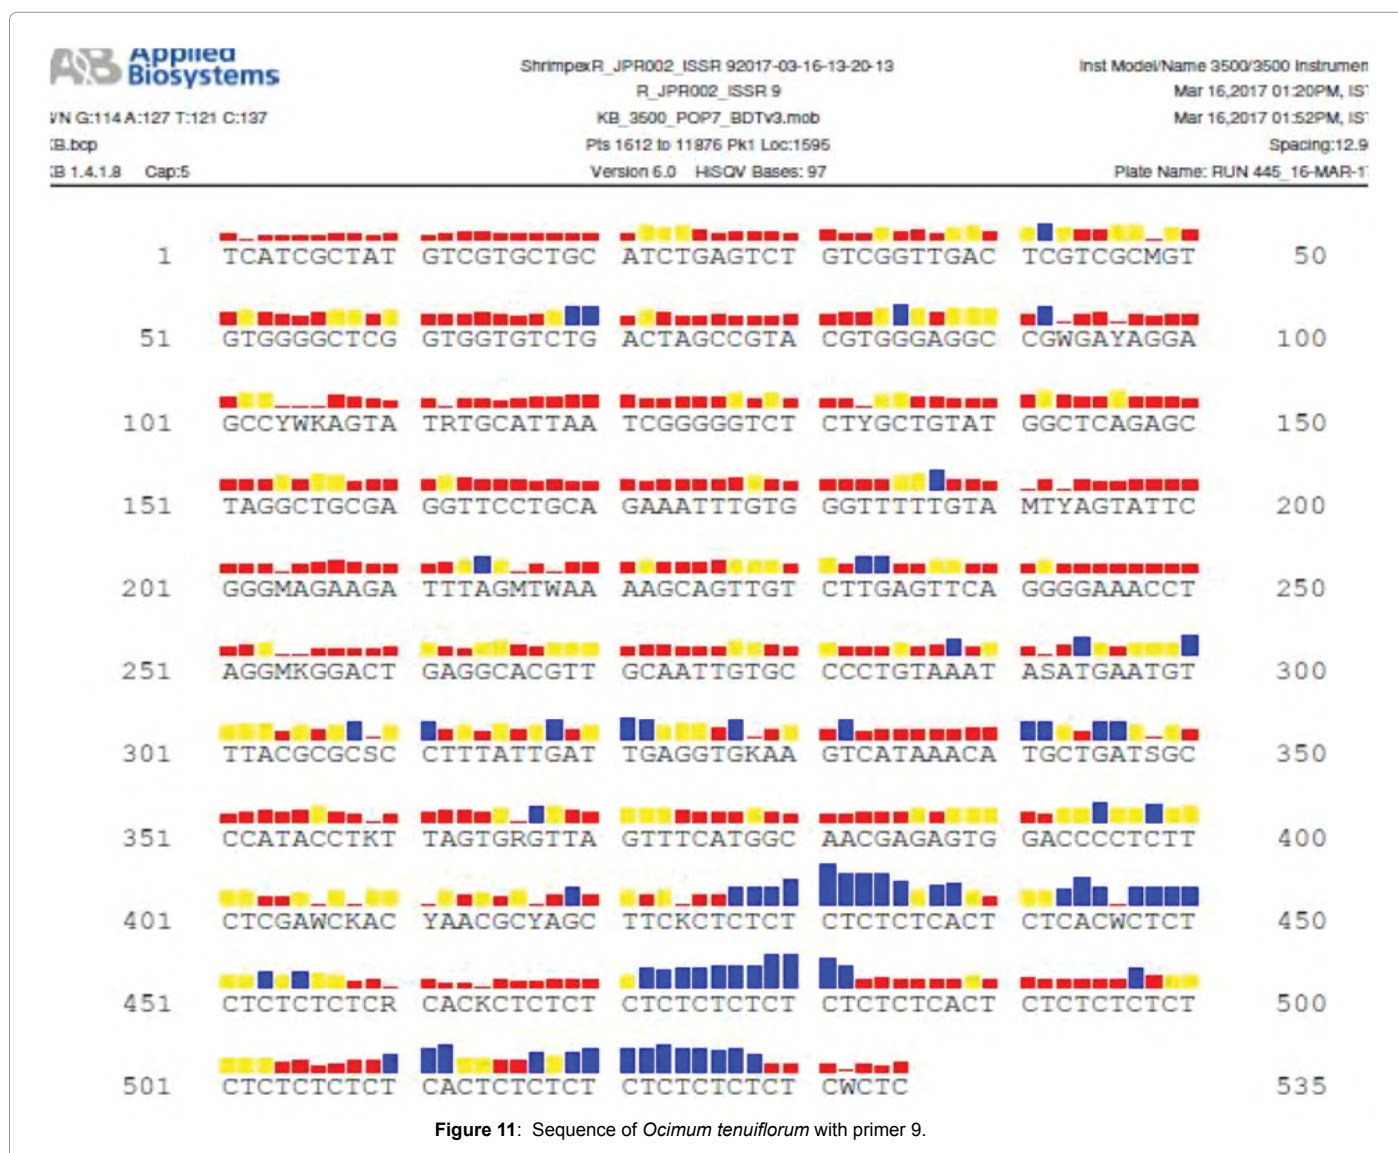 Applied
Biosystems
ShrimpexR_JPR002_ISSR 92017-03-16-13-20-13
R_JPR002_ISSR 9
KB_3500_POP7_BDTv3.mob
Pts 1612 to 11876 Pk1 Loc:1595
Version 6.0 HiSQV Bases: 97
Inst Model/Name 3500/3500 Instrumen
Mar 16,2017 01:20PM, IST
Mar 16,2017 01:52PM, IST
Spacing:12.9
Plate Name: RUN 445_16-MAR-1
G:114 A:127 T:121 C:137
KB.bcp
KB 1.4.1.8 Cap:5
1 TCATCGCTAT GTCGTGCTGC ATCTGAGTCT GTCGGTTGAC TCGTCGCMGT 50
51 GTGGGGCTCG GTGGTGTCTG ACTAGCCGTA CGTGGGAGGC CGWGAYAGGA 100
101 GCCYWKAGTA TRTGCATTAA TCGGGGGTCT CTYGCTGTAT GGCTCAGAGC 150
151 TAGGCTGCGA GGTTCCTGCA GAAATTTGTG GGTTTTTGTA MTYAGTATTC 200
201 GGGMAGAAGA TTTAGMTWAA AAGCAGTTGT CTTGAGTTCA GGGGAAACCT 250
251 AGGMKGGACT GAGGCACGTT GCAATTGTGC CCCTGTAAAT ASATGAATGT 300
301 TTACGCGCSC CTTTATTGAT TGAGGTGKAA GTCATAAACA TGCTGATSGC 350
351 CCATACCTKT TAGTGRGTTA GTTTCATGGC AACGAGAGTG GACCCCTCTT 400
401 CTCGAWCKAC YAACGCYAGC TTCKCTCTCT CTCTCTCACT CTCACWCTCT 450
451 CTCTCTCTCR CACKCTCTCT CTCTCTCTCT CTCTCTCACT CTCTCTCTCT 500
501 CTCTCTCTCT CACTCTCTCT CTCTCTCTCT CWCTC 535
Figure 11: Sequence of Ocimum tenuiflorum with primer 9.